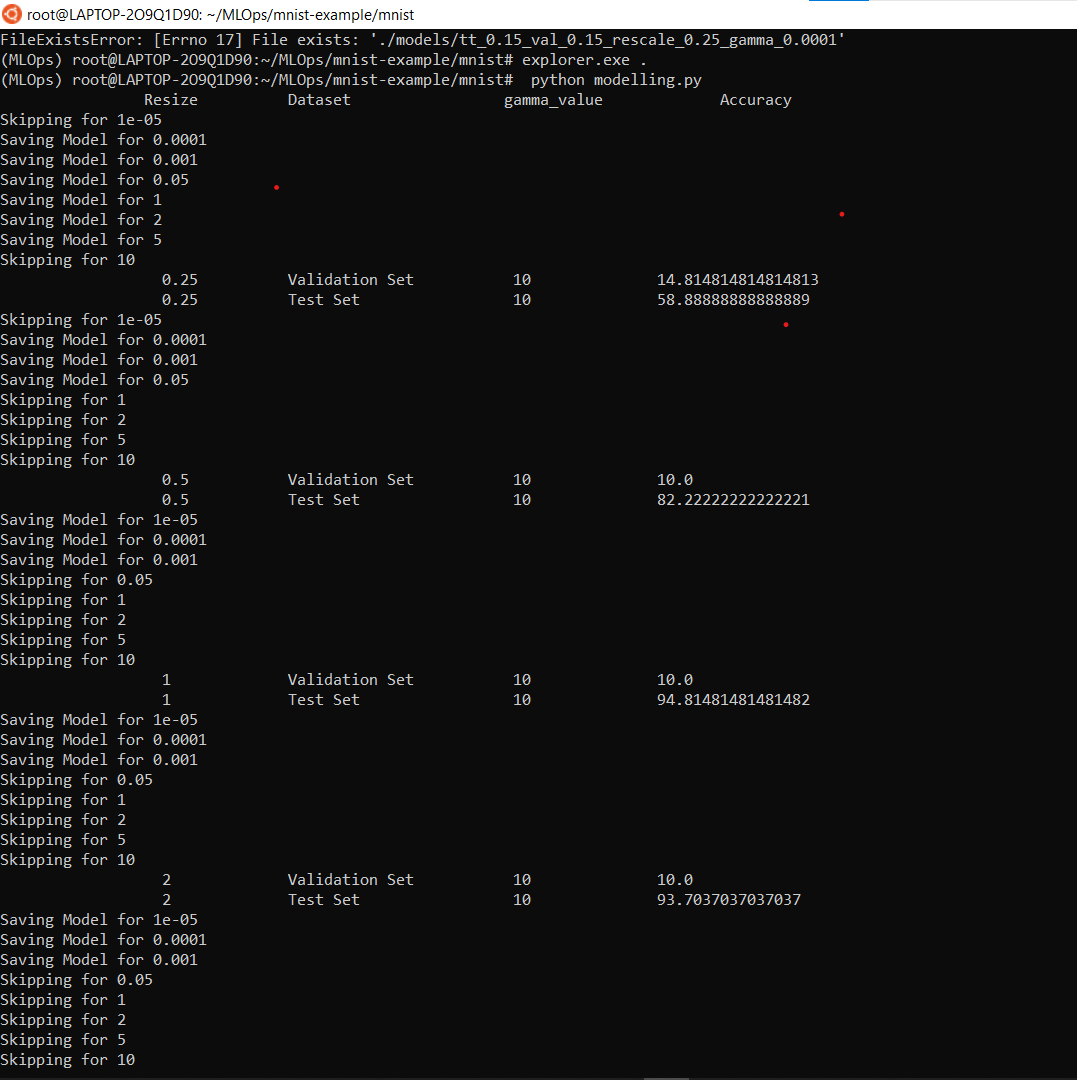 root@LAPTOP-2O9Q1D90: ~/MLOps/mnist-example/mnist
FileExistsError: [Errno 17] File exists: './models/tt_0.15_val_0.15_rescale_0.25_gamma_0.0001'
(MLOps) root@LAPTOP-2O9Q1D90:~/MLOps/mnist-example/mnist# explorer.exe .
(MLOps) root@LAPTOP-2O9Q1D90:~/MLOps/mnist-example/mnist#  python modelling.py
Resize Dataset gamma_value Accuracy
Skipping for 1e-05
Saving Model for 0.0001
Saving Model for 0.001
Saving Model for 0.05
Saving Model for 1
Saving Model for 2
Saving Model for 5
Skipping for 10
0.25 Validation Set 10 14.814814814814813
0.25 Test Set 10 58.88888888888889
Skipping for 1e-05
Saving Model for 0.0001
Saving Model for 0.001
Saving Model for 0.05
Skipping for 1
Skipping for 2
Skipping for 5
Skipping for 10
0.5 Validation Set 10 10.0
0.5 Test Set 10 82.22222222222221
Saving Model for 1e-05
Saving Model for 0.0001
Saving Model for 0.001
Skipping for 0.05
Skipping for 1
Skipping for 2
Skipping for 5
Skipping for 10
1 Validation Set 10 10.0
1 Test Set 10 94.81481481481482
Saving Model for 1e-05
Saving Model for 0.0001
Saving Model for 0.001
Skipping for 0.05
Skipping for 1
Skipping for 2
Skipping for 5
Skipping for 10
2 Validation Set 10 10.0
2 Test Set 10 93.7037037037037
Saving Model for 1e-05
Saving Model for 0.0001
Saving Model for 0.001
Skipping for 0.05
Skipping for 1
Skipping for 2
Skipping for 5
Skipping for 10